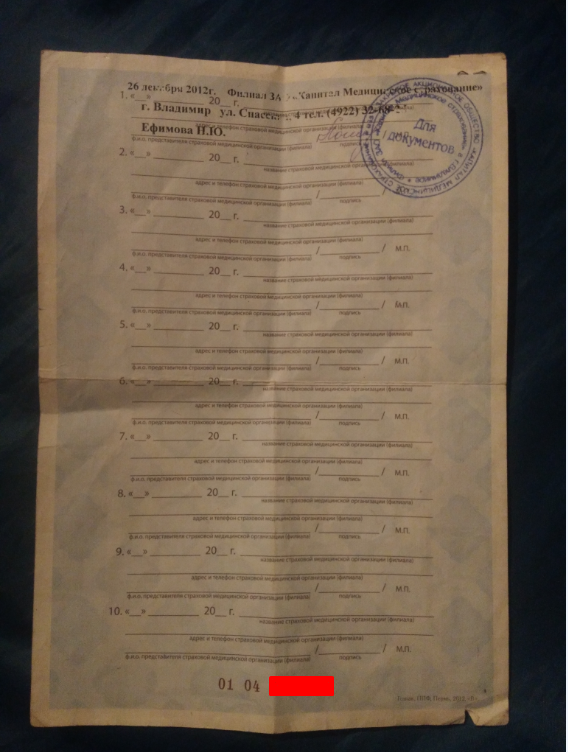 26 декабря 2012г. Филиал ЗАО «Капитал Медицинское страхование»
1. «__» ________ 20__ г.
г. Владимир ул. Спасская, 4 тел. (4922) 32-68-
адрес и телефон страховой медицинской организации (филиала)
Ефимова И.Ю.
ф.и.о. представителя страховой медицинской организации (филиала) подпись
Для документов
2. «__» ________ 20__ г.
название страховой медицинской организации (филиала)
адрес и телефон страховой медицинской организации (филиала)
/ /
ф.и.о. представителя страховой медицинской организации (филиала) подпись
3. «__» ________ 20__ г.
название страховой медицинской организации (филиала)
адрес и телефон страховой медицинской организации (филиала)
/ / М.П.
ф.и.о. представителя страховой медицинской организации (филиала) подпись
4. «__» ________ 20__ г.
название страховой медицинской организации (филиала)
адрес и телефон страховой медицинской организации (филиала)
/ / М.П.
ф.и.о. представителя страховой медицинской организации (филиала) подпись
5. «__» ________ 20__ г.
название страховой медицинской организации (филиала)
адрес и телефон страховой медицинской организации (филиала)
/ / М.П.
ф.и.о. представителя страховой медицинской организации (филиала) подпись
6. «__» ________ 20__ г.
название страховой медицинской организации (филиала)
адрес и телефон страховой медицинской организации (филиала)
/ / М.П.
ф.и.о. представителя страховой медицинской организации (филиала) подпись
7. «__» ________ 20__ г.
название страховой медицинской организации (филиала)
адрес и телефон страховой медицинской организации (филиала)
/ / М.П.
ф.и.о. представителя страховой медицинской организации (филиала) подпись
8. «__» ________ 20__ г.
название страховой медицинской организации (филиала)
адрес и телефон страховой медицинской организации (филиала)
/ / М.П.
ф.и.о. представителя страховой медицинской организации (филиала) подпись
9. «__» ________ 20__ г.
название страховой медицинской организации (филиала)
адрес и телефон страховой медицинской организации (филиала)
/ / М.П.
ф.и.о. представителя страховой медицинской организации (филиала) подпись
10. «__» ________ 20__ г.
название страховой медицинской организации (филиала)
адрес и телефон страховой медицинской организации (филиала)
/ / М.П.
ф.и.о. представителя страховой медицинской организации (филиала) подпись
01 04